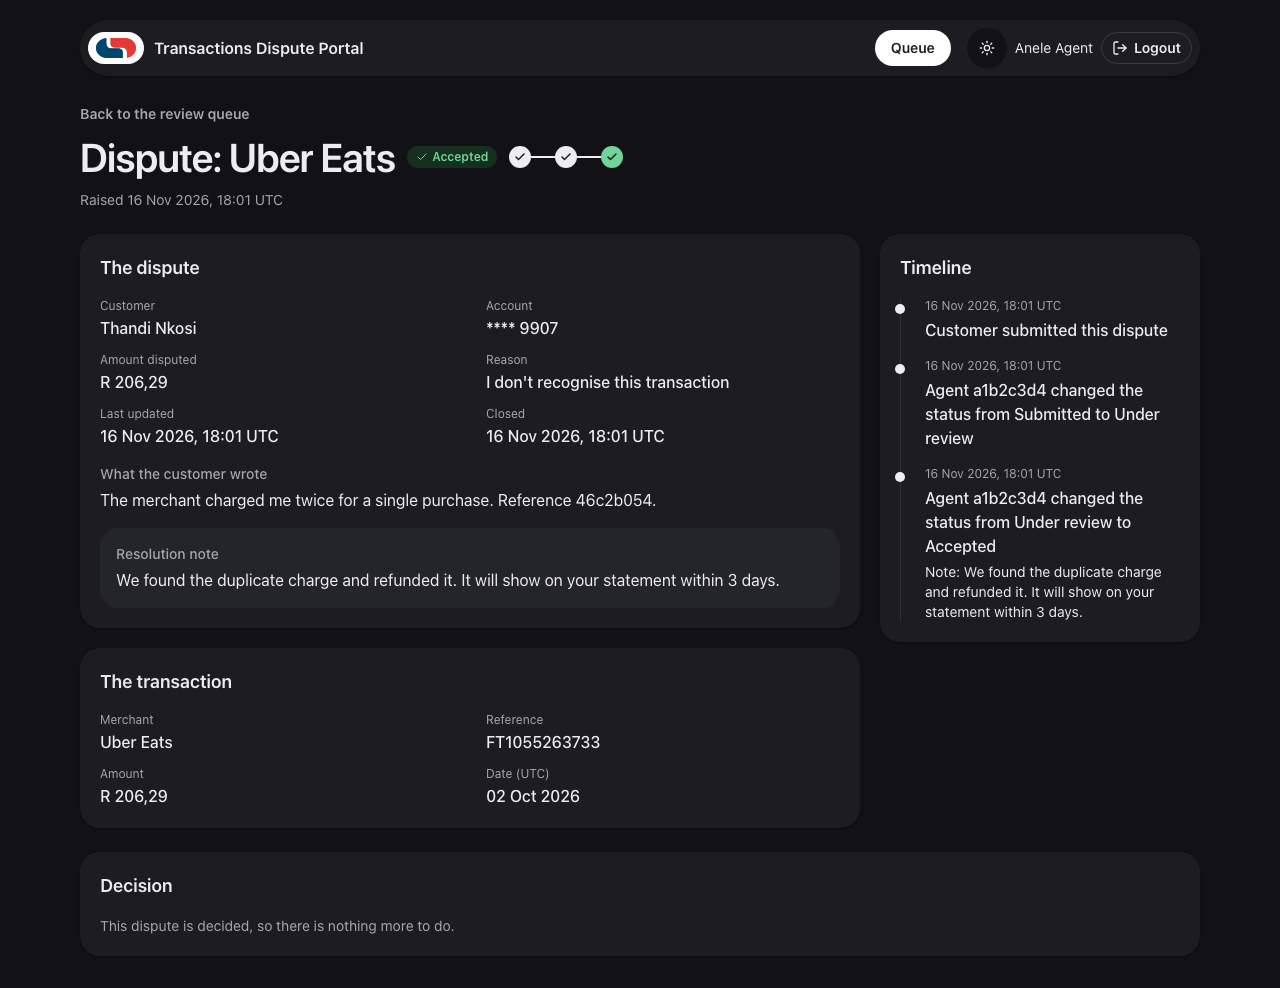 Transactions Dispute Portal
Queue
Anele Agent
Logout
Back to the review queue
Dispute: Uber Eats
Accepted
Raised 16 Nov 2026, 18:01 UTC
The dispute
Customer
Thandi Nkosi
Account
**** 9907
Amount disputed
R 206,29
Reason
I don't recognise this transaction
Last updated
16 Nov 2026, 18:01 UTC
Closed
16 Nov 2026, 18:01 UTC
What the customer wrote
The merchant charged me twice for a single purchase. Reference 46c2b054.
Resolution note
We found the duplicate charge and refunded it. It will show on your statement within 3 days.
Timeline
16 Nov 2026, 18:01 UTC
Customer submitted this dispute
16 Nov 2026, 18:01 UTC
Agent a1b2c3d4 changed the
status from Submitted to Under
review
16 Nov 2026, 18:01 UTC
Agent a1b2c3d4 changed the
status from Under review to
Accepted
Note: We found the duplicate charge
and refunded it. It will show on your
statement within 3 days.
The transaction
Merchant
Uber Eats
Reference
FT1055263733
Amount
R 206,29
Date (UTC)
02 Oct 2026
Decision
This dispute is decided, so there is nothing more to do.